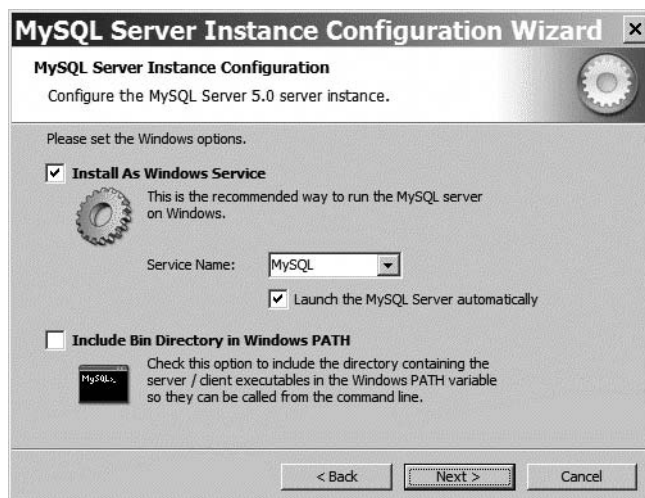 MySQL Server Instance Configuration Wizard
MySQL Server Instance Configuration
Configure the MySQL Server 5.0 server instance.
Please set the Windows options.
Install As Windows Service
This is the recommended way to run the MySQL server
on Windows.
Service Name:
MySQL
Launch the MySQL Server automatically
Include Bin Directory in Windows PATH
MySQL>_
Check this option to include the directory containing the
server / client executables in the Windows PATH variable
so they can be called from the command line.
< Back
Next >
Cancel